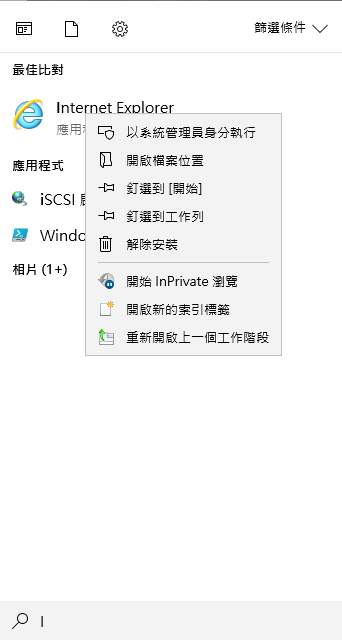 篩選條件
最佳比對
Internet Explorer
應用
以系統管理員身分執行
應用程式
開啟檔案位置
iSCSI
釘選到 [開始]
釘選到工作列
Windo
解除安裝
相片 (1+)
開始 InPrivate 瀏覽
開啟新的索引標籤
重新開啟上一個工作階段
I